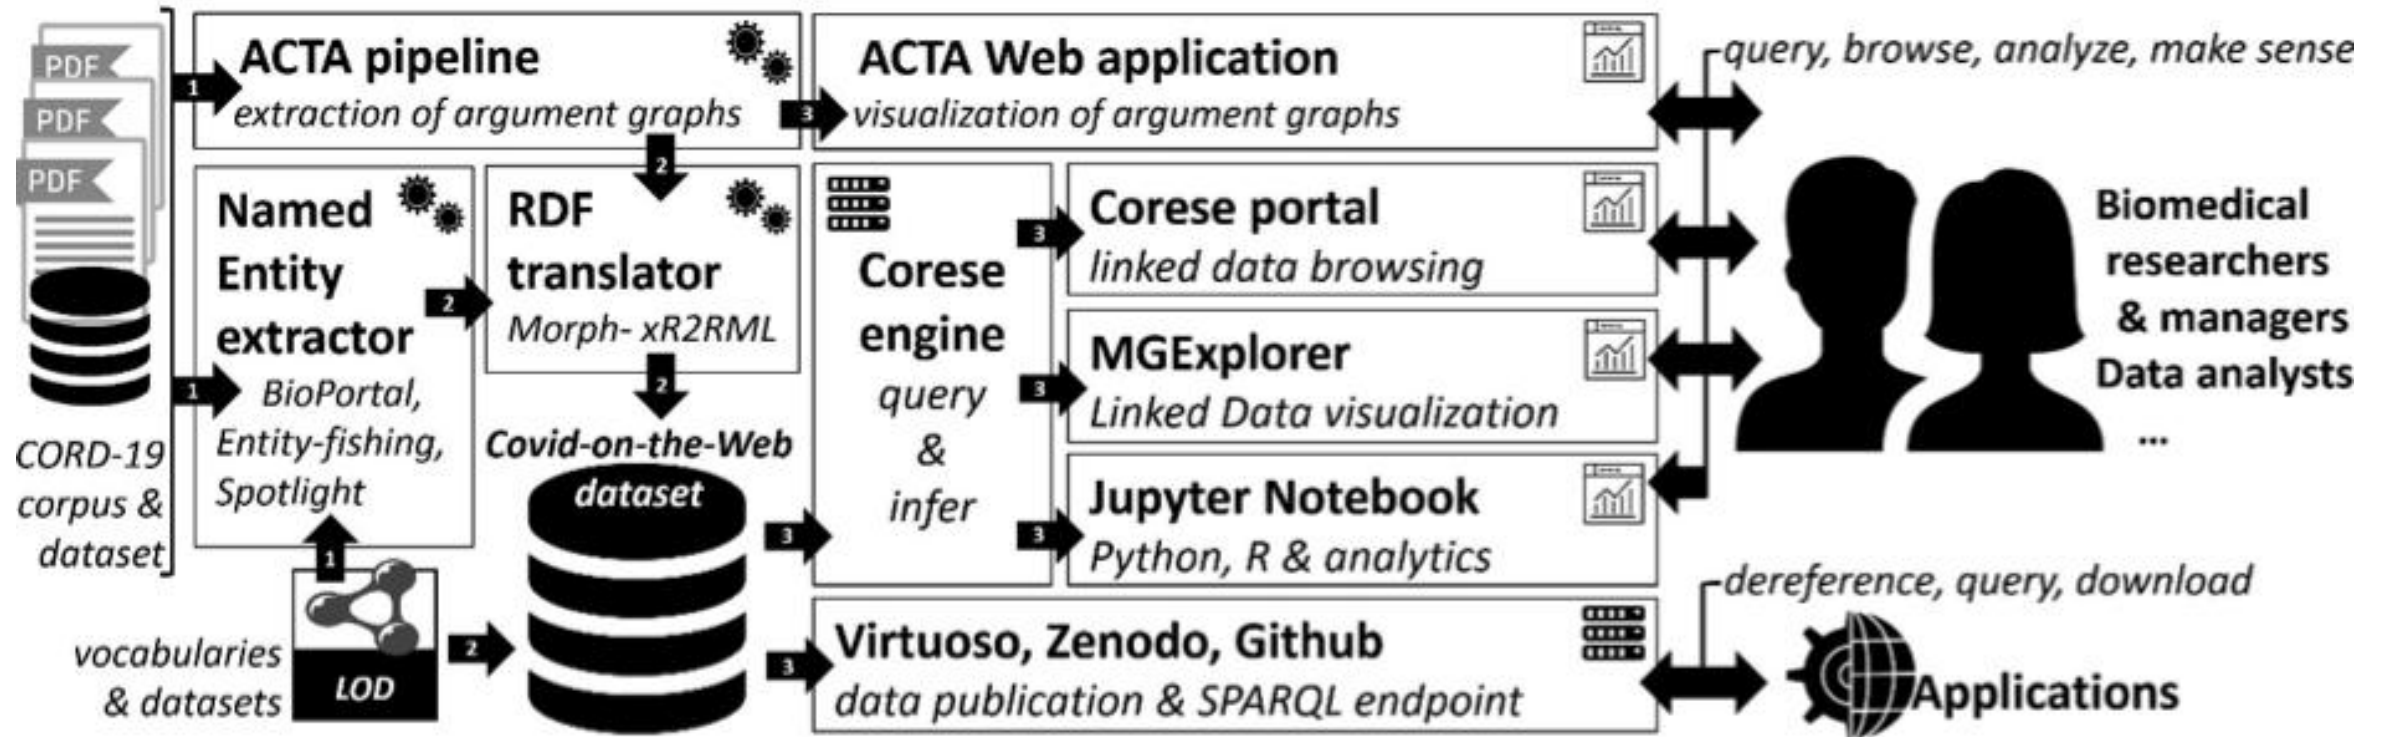 PDF
PDF
PDF
CORD-19
corpus &
dataset
1
ACTA pipeline
extraction of argument graphs
3
ACTA Web application
visualization of argument graphs
query, browse, analyze, make sense
2
1
Named
Entity
extractor
BioPortal,
Entity-fishing,
Spotlight
2
RDF
translator
Morph- xR2RML
2
Covid-on-the-Web
dataset
1
vocabularies
& datasets
LOD
2
3
3
Corese
engine
query
&
infer
3
Corese portal
linked data browsing
3
MGExplorer
Linked Data visualization
3
Jupyter Notebook
Python, R & analytics
Virtuoso, Zenodo, Github
data publication & SPARQL endpoint
Biomedical
researchers
& managers
Data analysts
...
dereference, query, download
Applications